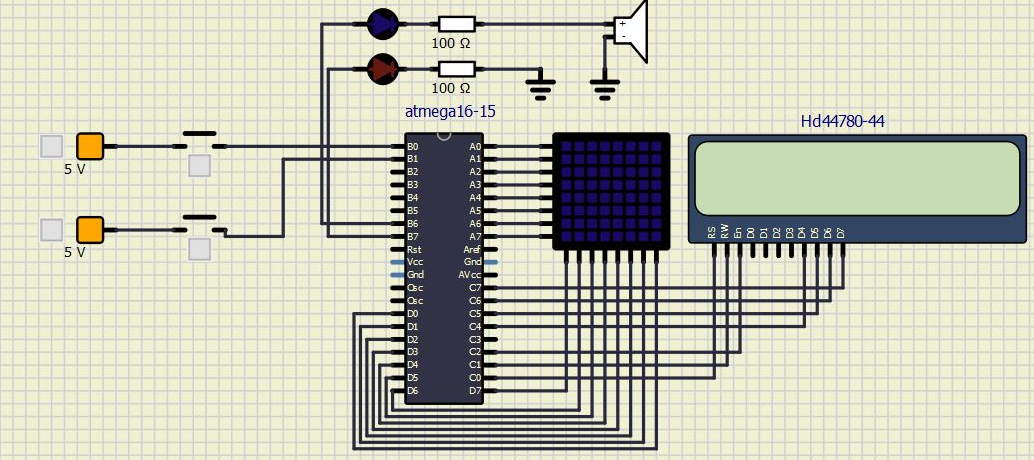 +
-
100 Ω
100 Ω
atmega16-15
Hd44780-44
5 V
5 V
B0 A0
B1 A1
B2 A2
B3 A3
B4 A4
B5 A5
B6 A6
B7 A7
Rst Aref
Vcc Gnd
Gnd AVcc
Osc C7
Osc C6
D0 C5
D1 C4
D2 C3
D3 C2
D4 C1
D5 C0
D6 D7
RS RW En D0 D1 D2 D3 D4 D5 D6 D7